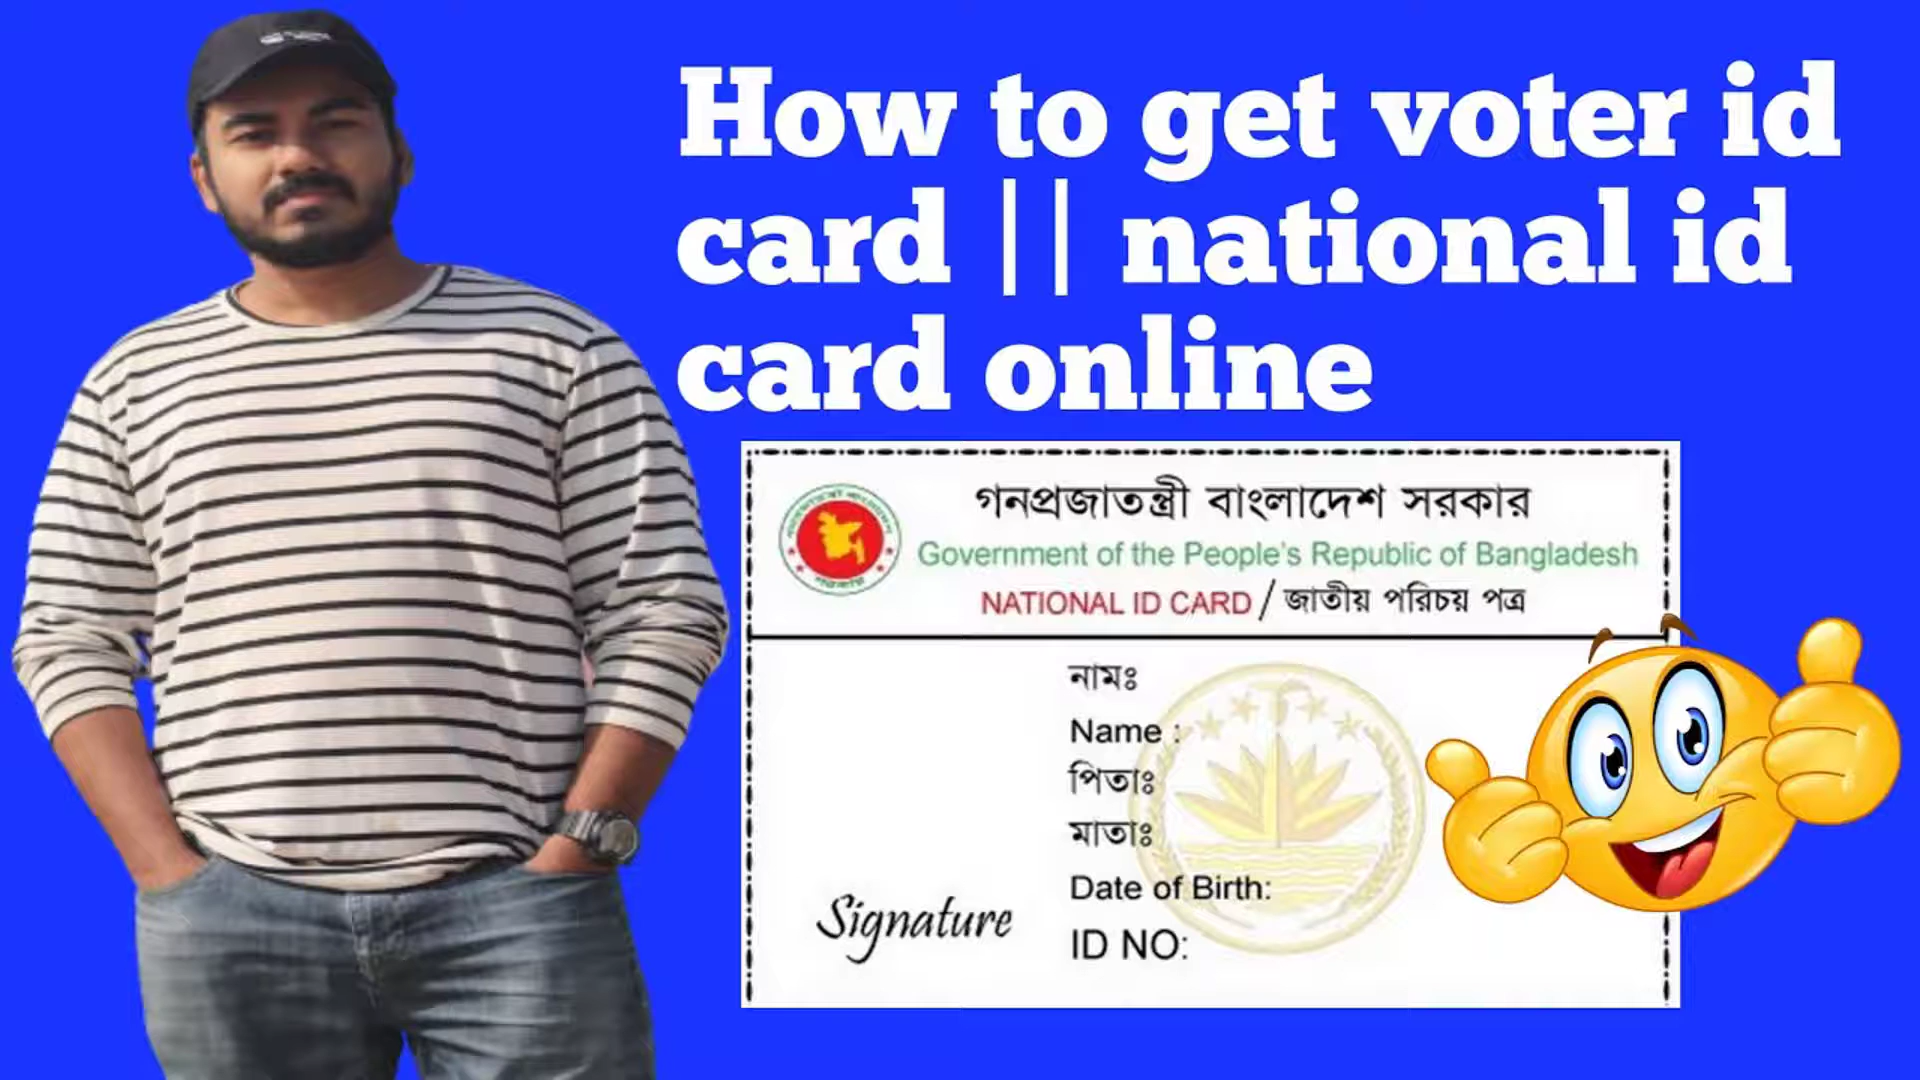 How to get voter id
card || national id
card online
গনপ্রজাতন্ত্রী বাংলাদেশ সরকার
Government of the People's Republic of Bangladesh
NATIONAL ID CARD / জাতীয় পরিচয় পত্র
নামঃ
Name :
পিতাঃ
মাতাঃ
Date of Birth:
Signature
ID NO: